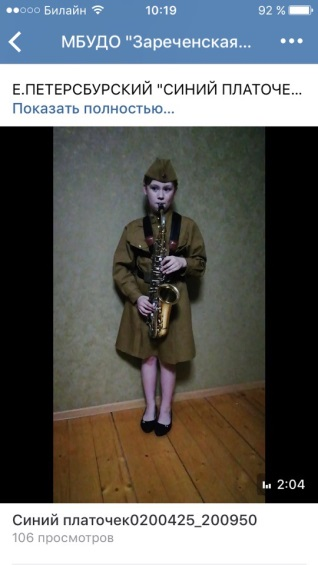 Билайн 10:19 92 %
МБУДО "Зареченская...
Е.ПЕТЕРСБУРСКИЙ "СИНИЙ ПЛАТОЧЕ...
Показать полностью...
2:04
Синий платочек0200425_200950
106 просмотров